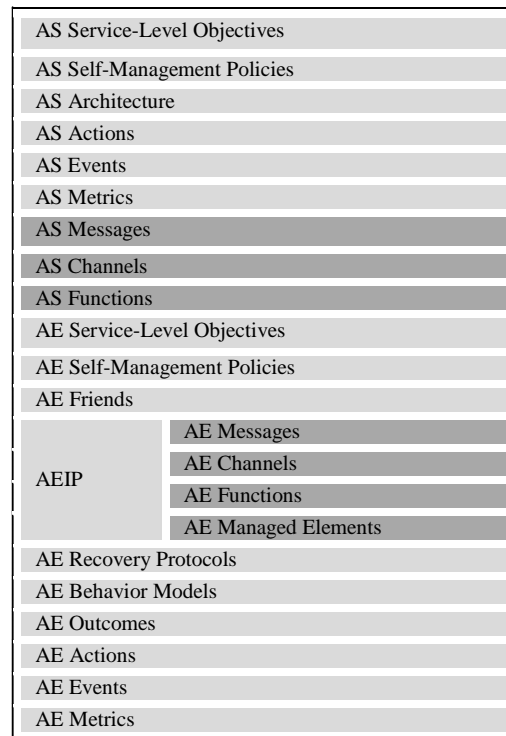 AS Service-Level Objectives
AS Self-Management Policies
AS Architecture
AS Actions
AS Events
AS Metrics
AS Messages
AS Channels
AS Functions
AE Service-Level Objectives
AE Self-Management Policies
AE Friends
AEIP
AE Messages
AE Channels
AE Functions
AE Managed Elements
AE Recovery Protocols
AE Behavior Models
AE Outcomes
AE Actions
AE Events
AE Metrics